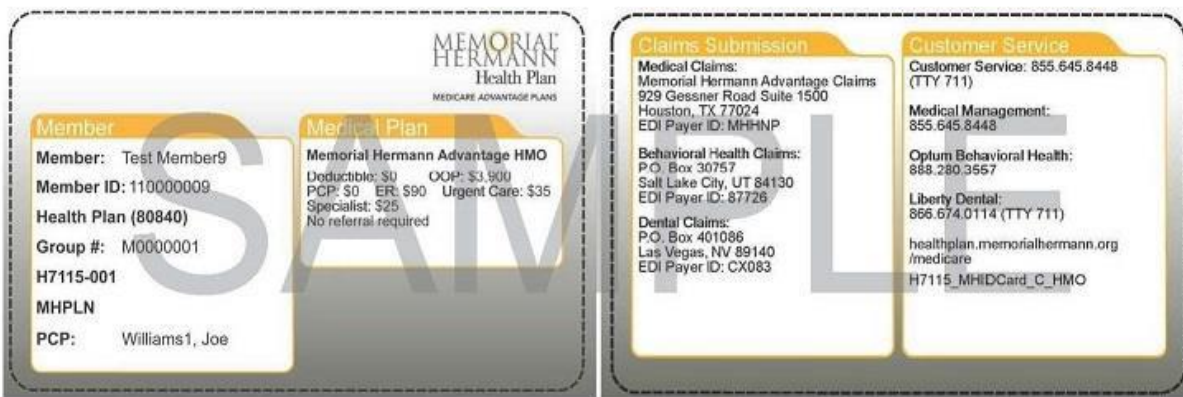 MEMORIAL
HERMANN
Health Plan
MEDICARE ADVANTAGE PLANS
Member
Member: Test Member9
Member ID: 110000009
Health Plan (80840)
Group #: M0000001
H7115-001
MHPLN
PCP: Williams1, Joe
Medical Plan
Memorial Hermann Advantage HMO
Deductible: $0 OOP: $3,900
PCP: $0 ER: $90 Urgent Care: $35
Specialist: $25
No referral required
Claims Submission
Medical Claims:
Memorial Hermann Advantage Claims
929 Gessner Road Suite 1500
Houston, TX 77024
EDI Payer ID: MHHNP
Behavioral Health Claims:
P.O. Box 30757
Salt Lake City, UT 84130
EDI Payer ID: 87726
Dental Claims:
P.O. Box 401086
Las Vegas, NV 89140
EDI Payer ID: CX083
Customer Service
Customer Service: 855.645.8448
(TTY 711)
Medical Management:
855.645.8448
Optum Behavioral Health:
888.280.3557
Liberty Dental:
866.674.0114 (TTY 711)
healthplan.memorialhermann.org
/medicare
H7115_MHIDCard_C_HMO
SAMPLE